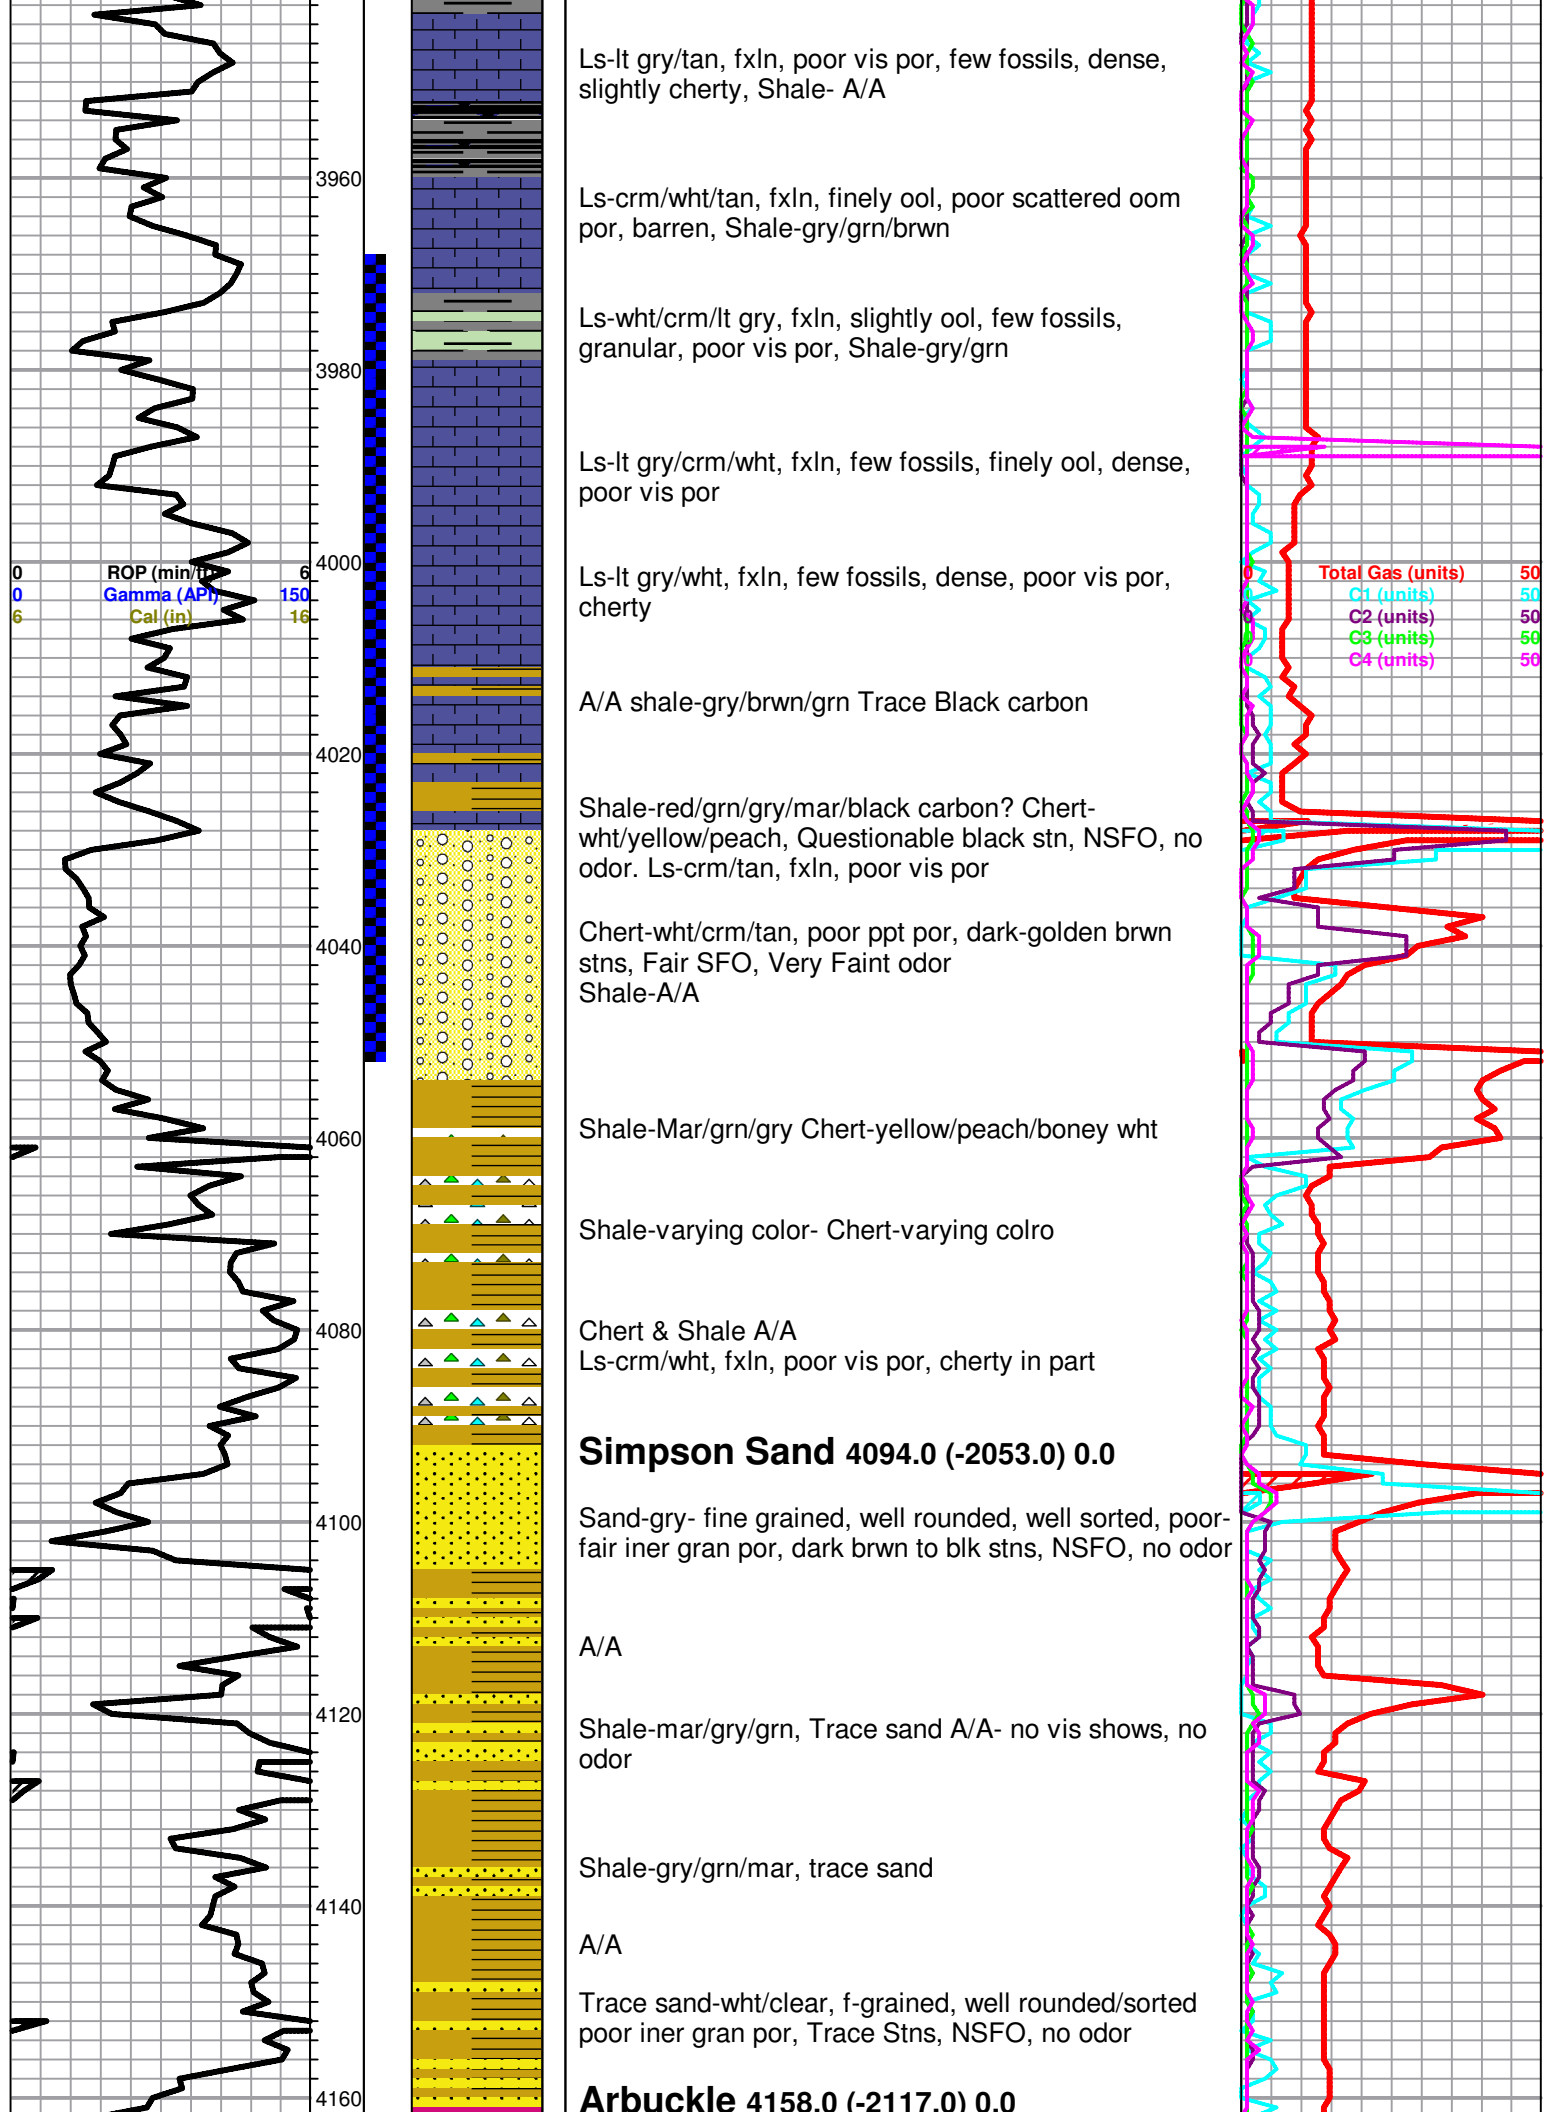 Ls-lt gry/tan, fxln, poor vis por, few fossils, dense,
slightly cherty, Shale- A/A
3960
Ls-crm/wht/tan, fxln, finely ool, poor scattered oom
por, barren, Shale-gry/grn/brwn
Ls-wht/crm/lt gry, fxln, slightly ool, few fossils,
granular, poor vis por, Shale-gry/grn
3980
Ls-lt gry/crm/wht, fxln, few fossils, finely ool, dense,
poor vis por
4000
0 ROP (min/ft) 6
0 Gamma (API) 150
6 Cal (in) 16
Ls-lt gry/wht, fxln, few fossils, dense, poor vis por,
cherty
0 Total Gas (units) 50
C1 (units) 50
C2 (units) 50
C3 (units) 50
C4 (units) 50
A/A shale-gry/brwn/grn Trace Black carbon
4020
Shale-red/grn/gry/mar/black carbon? Chert-
wht/yellow/peach, Questionable black stn, NSFO, no
odor. Ls-crm/tan, fxln, poor vis por
4040
Chert-wht/crm/tan, poor ppt por, dark-golden brwn
stns, Fair SFO, Very Faint odor
Shale-A/A
4060
Shale-Mar/grn/gry Chert-yellow/peach/boney wht
Shale-varying color- Chert-varying colro
4080
Chert & Shale A/A
Ls-crm/wht, fxln, poor vis por, cherty in part
Simpson Sand 4094.0 (-2053.0) 0.0
4100
Sand-gry- fine grained, well rounded, well sorted, poor-
fair iner gran por, dark brwn to blk stns, NSFO, no odor
A/A
4120
Shale-mar/gry/grn, Trace sand A/A- no vis shows, no
odor
Shale-gry/grn/mar, trace sand
4140
A/A
Trace sand-wht/clear, f-grained, well rounded/sorted
poor iner gran por, Trace Stns, NSFO, no odor
4160
Arbuckle 4158.0 (-2117.0) 0.0